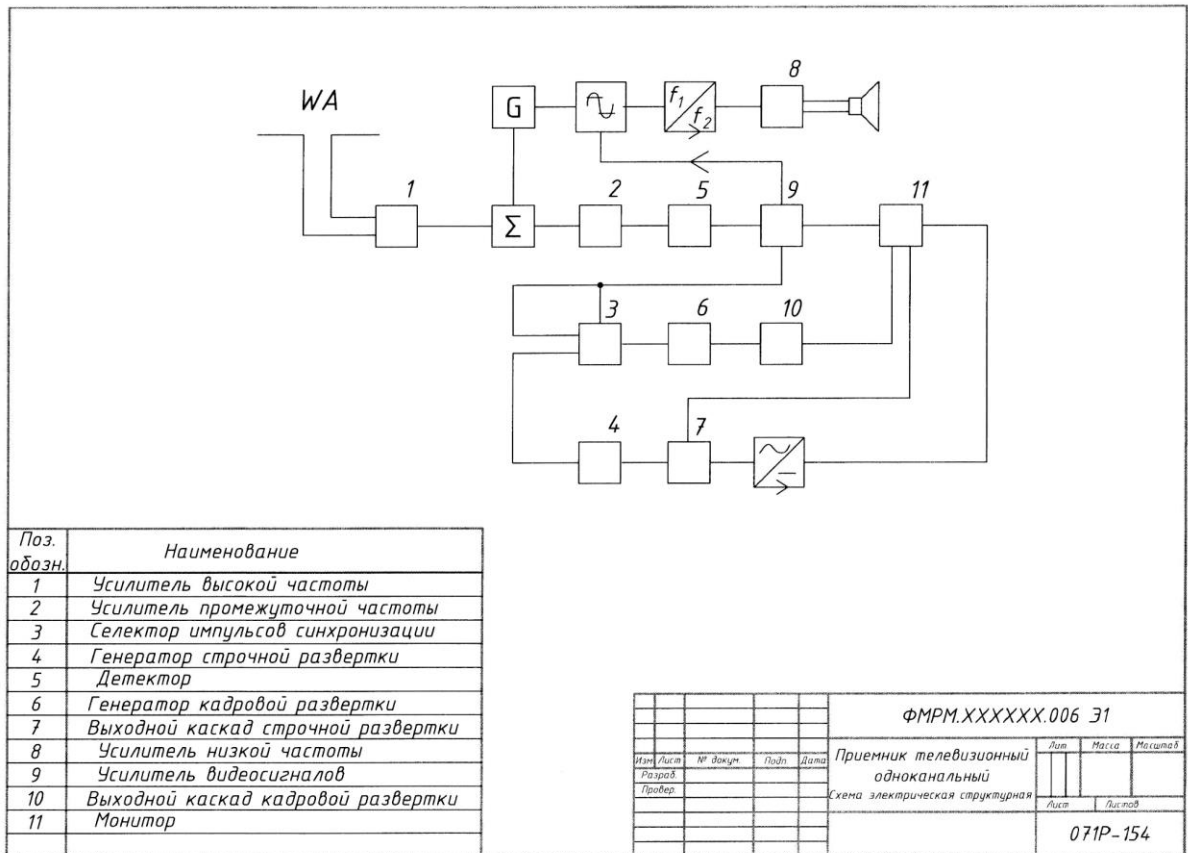 8
WA
G
f1
f2
1
2
5
9
11
Σ
3
6
10
4
7
Поз. обозн.
Наименование
1 Усилитель высокой частоты
2 Усилитель промежуточной частоты
3 Селектор импульсов синхронизации
4 Генератор строчной развертки
5 Детектор
6 Генератор кадровой развертки
7 Выходной каскад строчной развертки
8 Усилитель низкой частоты
9 Усилитель видеосигналов
10 Выходной каскад кадровой развертки
11 Монитор
ФМРМ.XXXXXX.006 Э1
Изм Лист № докум. Подп. Дата
Разраб.
Провер.
Приемник телевизионный
одноканальный
Схема электрическая структурная
Лит Масса Масштаб
Лист Листов
071Р-154